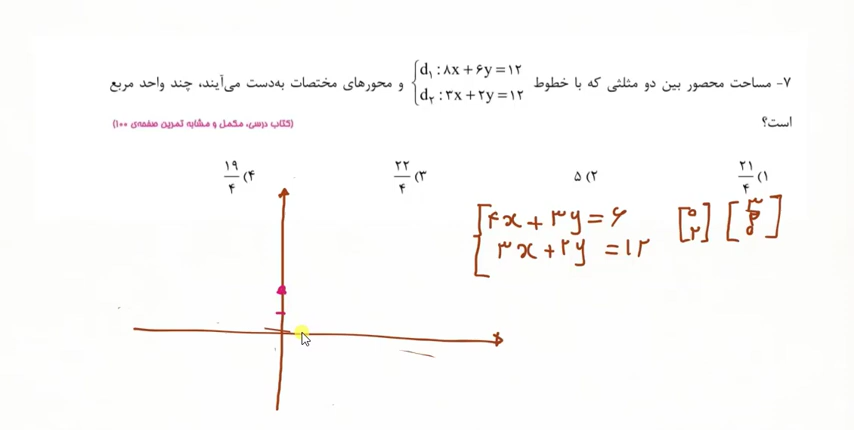 ۷- مساحت محصور بین دو مثلثی که با خطوط {d₁ : ۸x + ۶y = ۱۲ و محورهای مختصات به‌دست می‌آیند، چند واحد مربع
d₂ : ۳x + ۲y = ۱۲
است؟ (کتاب درسی، مکمل و مشابه تمرین صفحه‌ی ۱۰۰)
۱) ۲۱/۴ ۲) ۵ ۳) ۲۲/۴ ۴) ۱۹/۴
۴x + ۳y = ۶ [۰ ۲]
۳x + ۲y = ۱۲